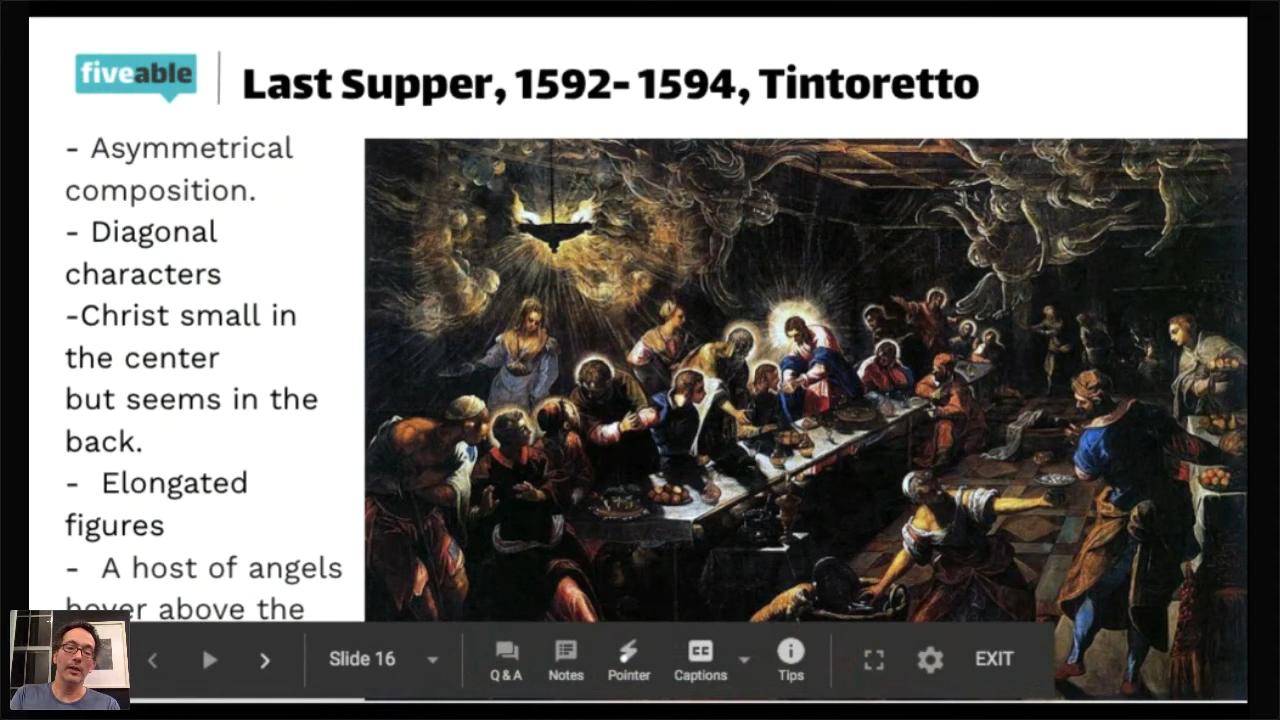 fiveable
Last Supper, 1592- 1594, Tintoretto
- Asymmetrical
composition.
- Diagonal
characters
-Christ small in
the center
but seems in the
back.
- Elongated
figures
- A host of angels
hover above the
Slide 16
Q & A
Notes
Pointer
Captions
Tips
EXIT
CC